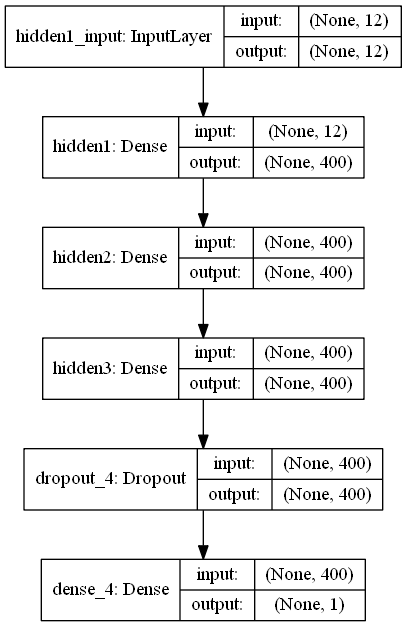 hidden1_input: InputLayer
input: (None, 12)
output: (None, 12)
hidden1: Dense
input: (None, 12)
output: (None, 400)
hidden2: Dense
input: (None, 400)
output: (None, 400)
hidden3: Dense
input: (None, 400)
output: (None, 400)
dropout_4: Dropout
input: (None, 400)
output: (None, 400)
dense_4: Dense
input: (None, 400)
output: (None, 1)